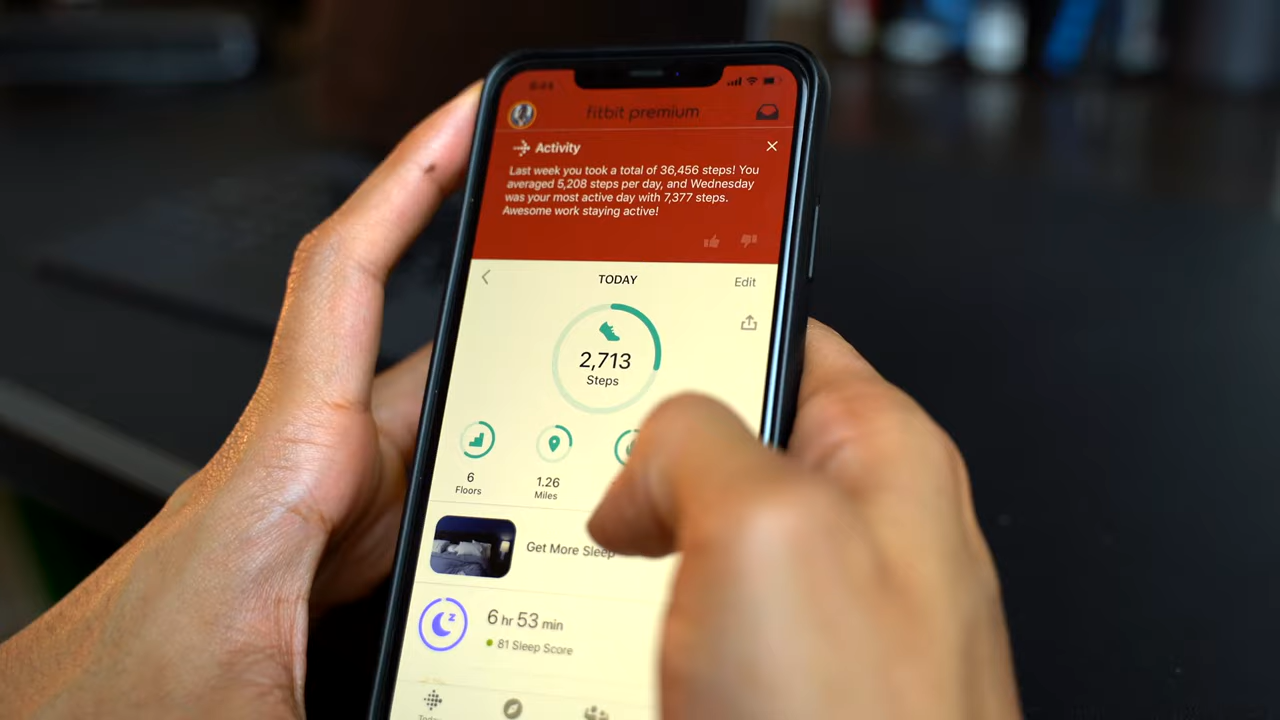 fitbit premium
Activity
Last week you took a total of 36,456 steps! You
averaged 5,208 steps per day, and Wednesday
was your most active day with 7,377 steps.
Awesome work staying active!
TODAY
Edit
2,713
Steps
6
Floors
1.26
Miles
Get More Sleep
6 hr 53 min
81 Sleep Score